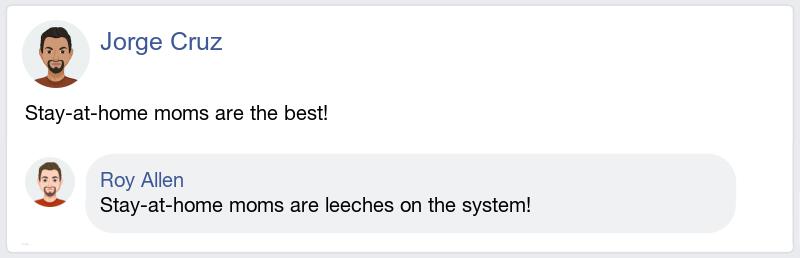 Jorge Cruz
Stay-at-home moms are the best!
Roy Allen
Stay-at-home moms are leeches on the system!